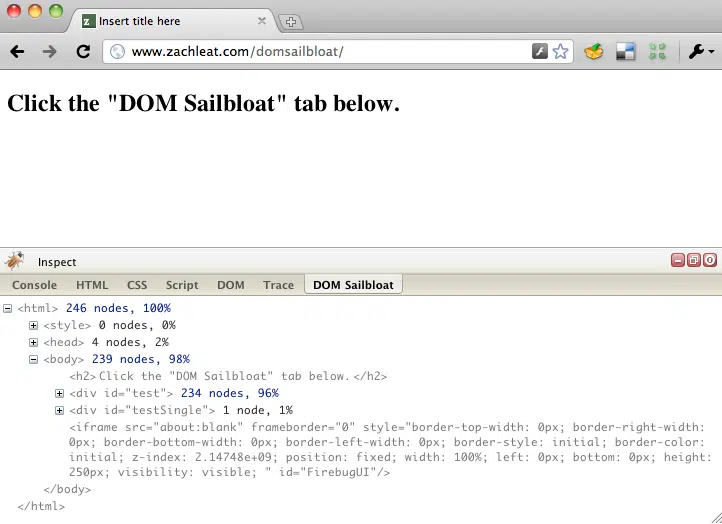 Insert title here
www.zachleat.com/domsailbloat/
Click the "DOM Sailbloat" tab below.
Inspect
Console HTML CSS Script DOM Trace DOM Sailbloat
<html> 246 nodes, 100%
<style> 0 nodes, 0%
<head> 4 nodes, 2%
<body> 239 nodes, 98%
<h2>Click the "DOM Sailbloat" tab below.</h2>
<div id="test"> 234 nodes, 96%
<div id="testSingle"> 1 node, 1%
<iframe src="about:blank" frameborder="0" style="border-top-width: 0px; border-right-width:
0px; border-bottom-width: 0px; border-left-width: 0px; border-style: initial; border-color:
initial; z-index: 2.14748e+09; position: fixed; width: 100%; left: 0px; bottom: 0px; height:
250px; visibility: visible; " id="FirebugUI"/>
</body>
</html>